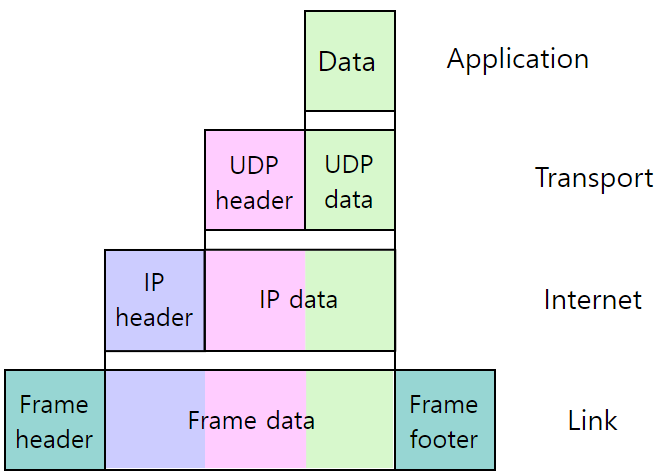 Data
Application
UDP
header
UDP
data
Transport
IP
header
IP data
Internet
Frame
header
Frame data
Frame
footer
Link